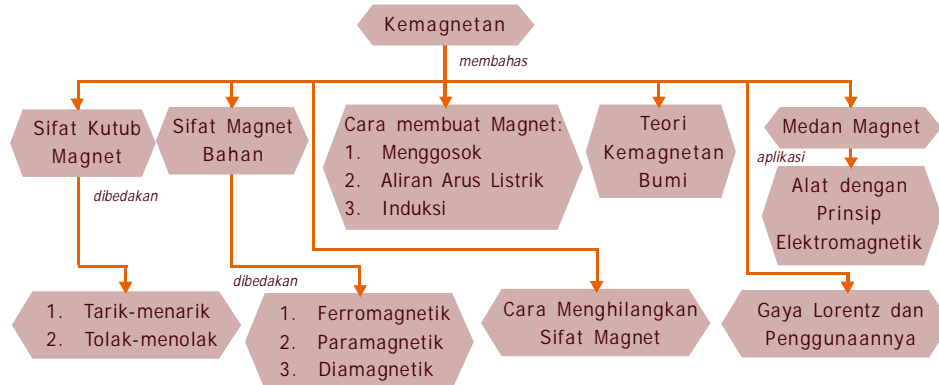 Kemagnetan
membahas
Sifat Kutub
Magnet
Sifat Magnet
Bahan
Cara membuat Magnet:
1. Menggosok
2. Aliran Arus Listrik
3. Induksi
Teori
Kemagnetan
Bumi
Medan Magnet
aplikasi
Alat dengan
Prinsip
Elektromagnetik
dibedakan
dibedakan
1. Tarik-menarik
2. Tolak-menolak
1. Ferromagnetik
2. Paramagnetik
3. Diamagnetik
Cara Menghilangkan
Sifat Magnet
Gaya Lorentz dan
Penggunaannya